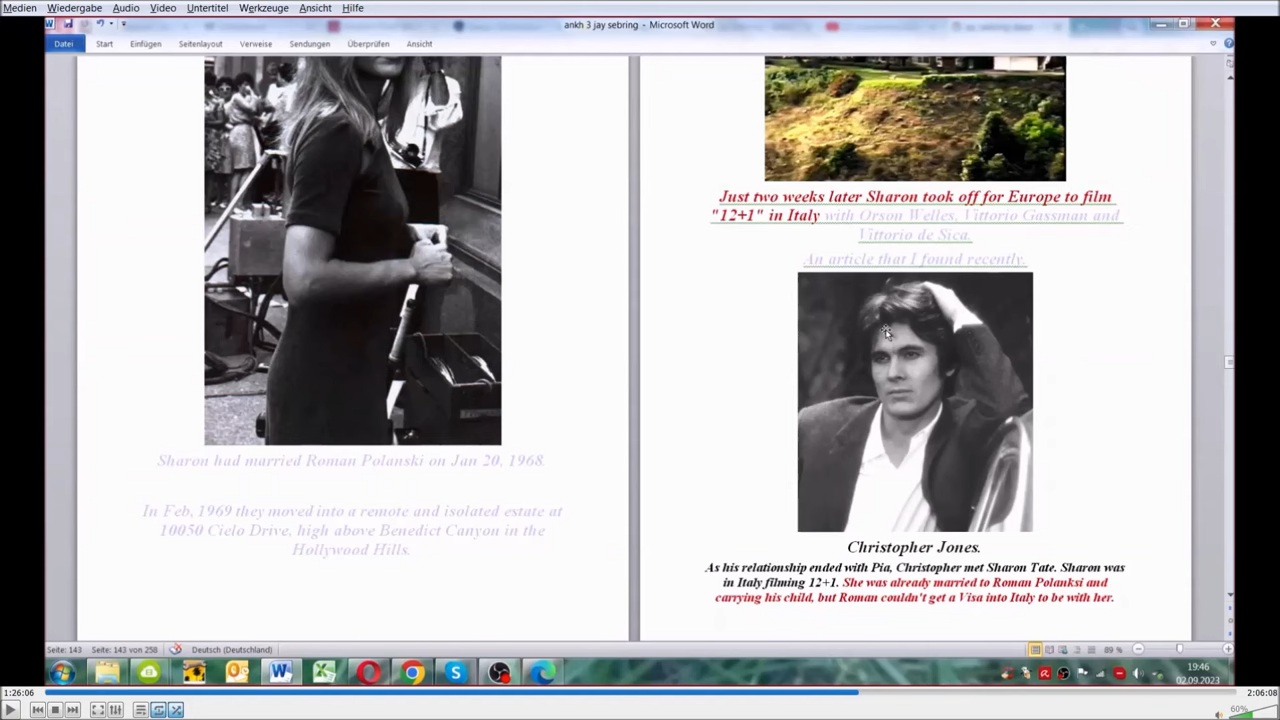 Medien Wiedergabe Audio Video Untertitel Werkzeuge Ansicht Hilfe
ankh 3 jay sebring - Microsoft Word
Datei Start Einfügen Seitenlayout Verweise Sendungen Überprüfen Ansicht
Sharon had married Roman Polanski on Jan 20, 1968.
In Feb, 1969 they moved into a remote and isolated estate at
10050 Cielo Drive, high above Benedict Canyon in the
Hollywood Hills.
Just two weeks later Sharon took off for Europe to film
"12+1" in Italy with Orson Welles, Vittorio Gassman and
Vittorio de Sica.
An article that I found recently.
Christopher Jones.
As his relationship ended with Pia, Christopher met Sharon Tate. Sharon was
in Italy filming 12+1. She was already married to Roman Polanksi and
carrying his child, but Roman couldn't get a Visa into Italy to be with her.
Seite: 143 Seite: 143 von 258 Deutsch (Deutschland) 89 %
19:46
02.09.2023
1:26:06 2:06:08
60%